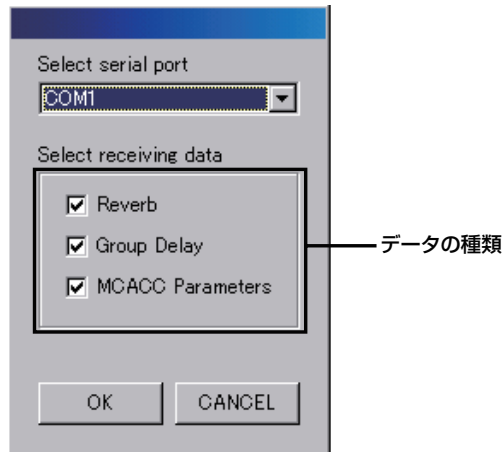 Select serial port
COM1
Select receiving data
Reverb
Group Delay
MCACC Parameters
データの種類
OK
CANCEL